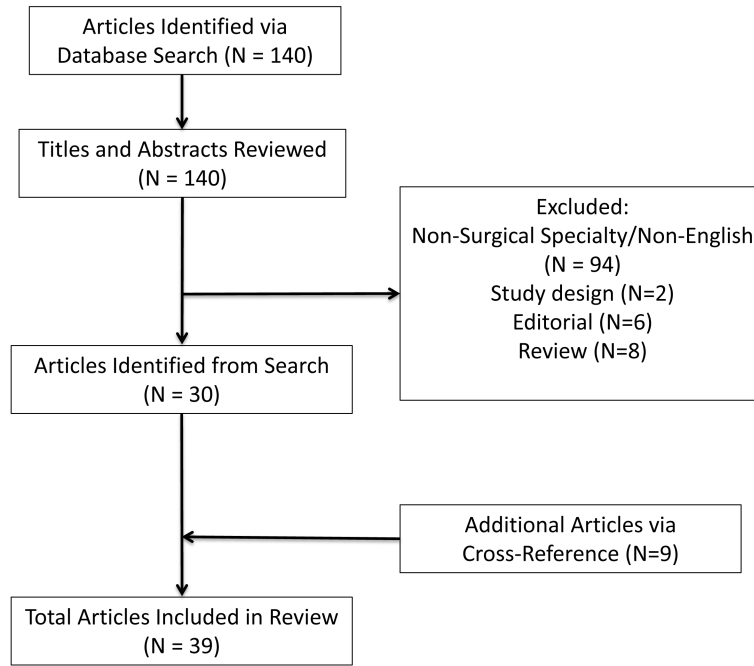 Articles Identified via
Database Search (N = 140)
Titles and Abstracts Reviewed
(N = 140)
Excluded:
Non-Surgical Specialty/Non-English
(N = 94)
Study design (N=2)
Editorial (N=6)
Review (N=8)
Articles Identified from Search
(N = 30)
Additional Articles via
Cross-Reference (N=9)
Total Articles Included in Review
(N = 39)